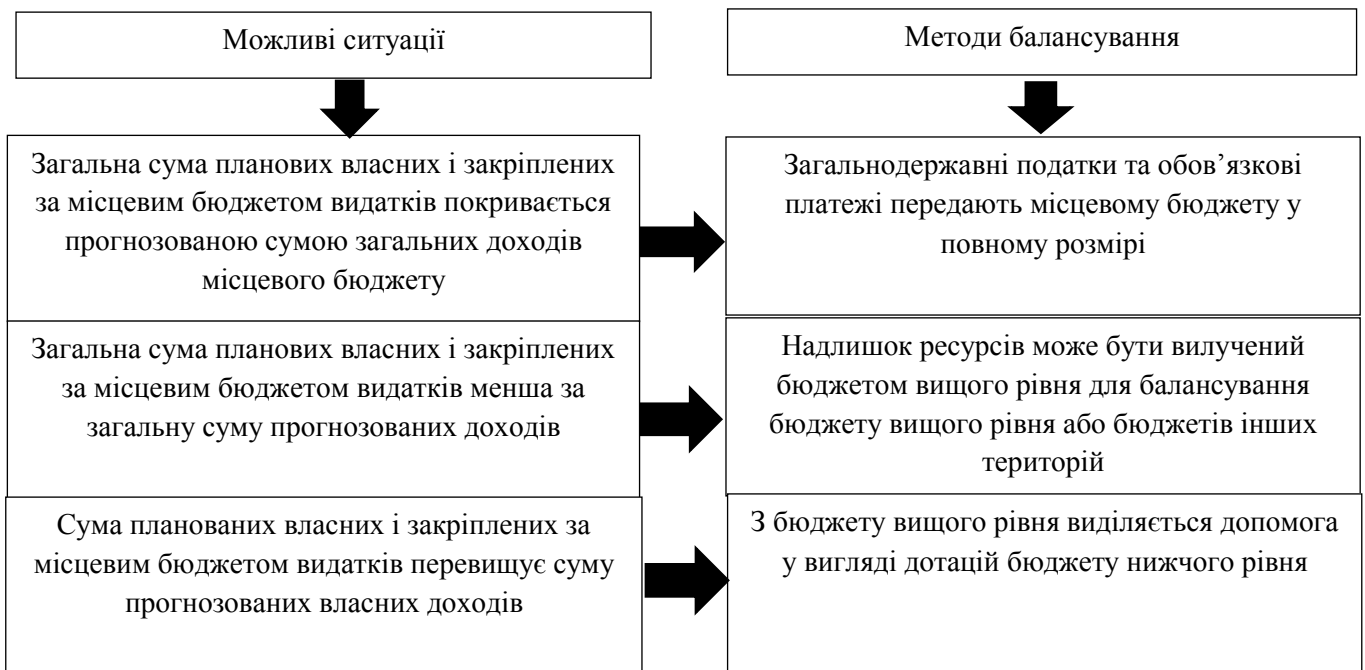 Можливі ситуації
Методи балансування
Загальна сума планових власних і закріплених
за місцевим бюджетом видатків покривається
прогнозованою сумою загальних доходів
місцевого бюджету
Загальнодержавні податки та обов’язкові
платежі передають місцевому бюджету у
повному розмірі
Загальна сума планових власних і закріплених
за місцевим бюджетом видатків менша за
загальну суму прогнозованих доходів
Надлишок ресурсів може бути вилучений
бюджетом вищого рівня для балансування
бюджету вищого рівня або бюджетів інших
територій
Сума планованих власних і закріплених за
місцевим бюджетом видатків перевищує суму
прогнозованих власних доходів
З бюджету вищого рівня виділяється допомога
у вигляді дотацій бюджету нижчого рівня